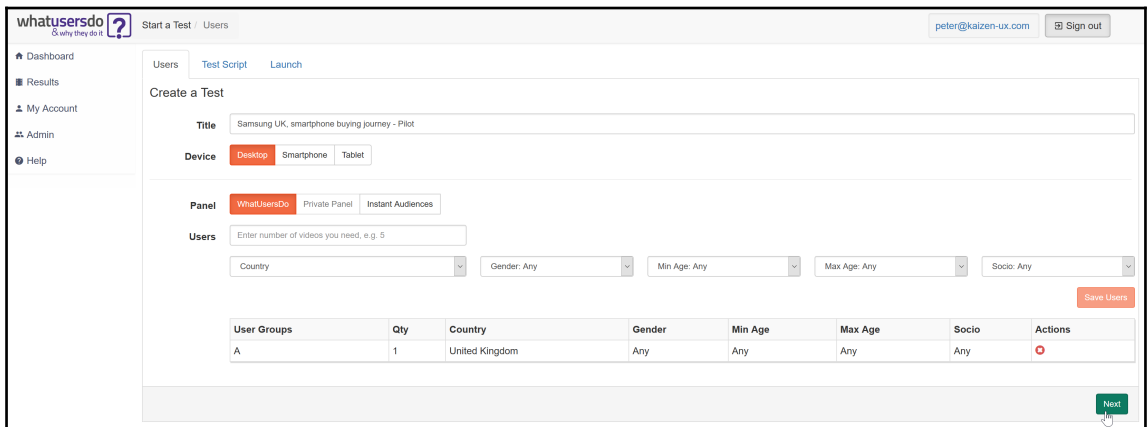 whatusersdo
& why they do it
?
Start a Test / Users
peter@kaizen-ux.com
Sign out
Dashboard
Results
My Account
Admin
Help
Users Test Script Launch
Create a Test
Title Samsung UK, smartphone buying journey - Pilot
Device Desktop Smartphone Tablet
Panel WhatUsersDo Private Panel Instant Audiences
Users Enter number of videos you need, e.g. 5
Country Gender: Any Min Age: Any Max Age: Any Socio: Any
Save Users
User Groups Qty Country Gender Min Age Max Age Socio Actions
A 1 United Kingdom Any Any Any Any
Next